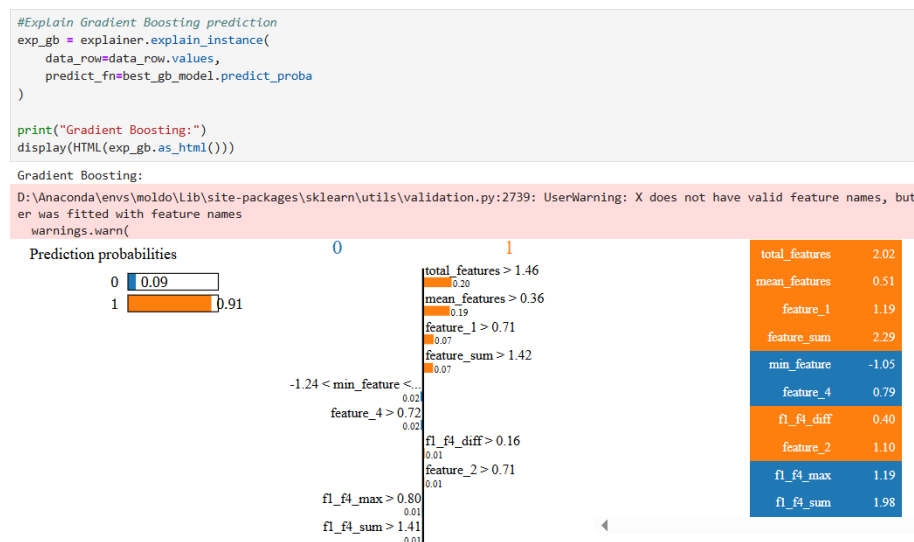 #Explain Gradient Boosting prediction
exp_gb = explainer.explain_instance(
    data_row=data_row.values,
    predict_fn=best_gb_model.predict_proba
)
print("Gradient Boosting:")
display(HTML(exp_gb.as_html()))
Gradient Boosting:
D:\Anaconda\envs\moldo\Lib\site-packages\sklearn\utils\validation.py:2739: UserWarning: X does not have valid feature names, but
er was fitted with feature names
  warnings.warn(
Prediction probabilities
0 0.09
1 0.91
0 1
total_features > 1.46
0.20
mean_features > 0.36
0.19
feature_1 > 0.71
0.07
feature_sum > 1.42
0.07
-1.24 < min_feature <...
0.02
feature_4 > 0.72
0.02
f1_f4_diff > 0.16
0.01
feature_2 > 0.71
0.01
f1_f4_max > 0.80
0.01
f1_f4_sum > 1.41
0.01
total_features 2.02
mean_features 0.51
feature_1 1.19
feature_sum 2.29
min_feature -1.05
feature_4 0.79
f1_f4_diff 0.40
feature_2 1.10
f1_f4_max 1.19
f1_f4_sum 1.98